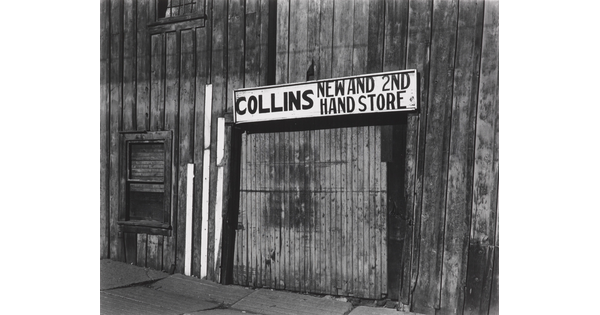 COLLINS
NEW AND 2ND
HAND STORE.